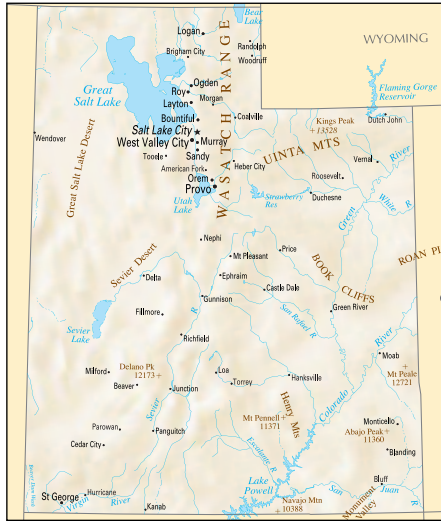 Bear
Lake
Logan
Randolph
Woodruff
WYOMING
Brigham City
WASATCH RANGE
Great
Salt Lake
Ogden
Roy
Layton
Morgan
Flaming Gorge
Reservoir
Bountiful
Coalville
Kings Peak
13528
Dutch John
Salt Lake City
Wendover
West Valley City
Murray
Sandy
Tooele
UINTA MTS
Great Salt Lake Desert
American Fork
Heber City
Vernal
River
Orem
Provo
Roosevelt
Utah
Lake
Strawberry
Res
Duchesne
Green
White R
Nephi
Sevier Desert
Mt Pleasant
Price
BOOK CLIFFS
ROAN PL
Delta
Ephraim
Castle Dale
Gunnison
R
San Rafael R
Green River
Fillmore
Sevier
Lake
Richfield
River
Moab
Delano Pk
12173
Mt Peale
12721
Milford
Loa
Hanksville
Beaver
Junction
Torrey
Colorado
Sevier
Henry Mts
Mt Pennell
11371
Monticello
Abajo Peak
11360
Parowan
Panguitch
Cedar City
Escalante R
Blanding
Lake
Powell
Bluff
St George
Hurricane
Virgin River
Kanab
Navajo Mtn
10388
San Juan
Monument
Valley
R